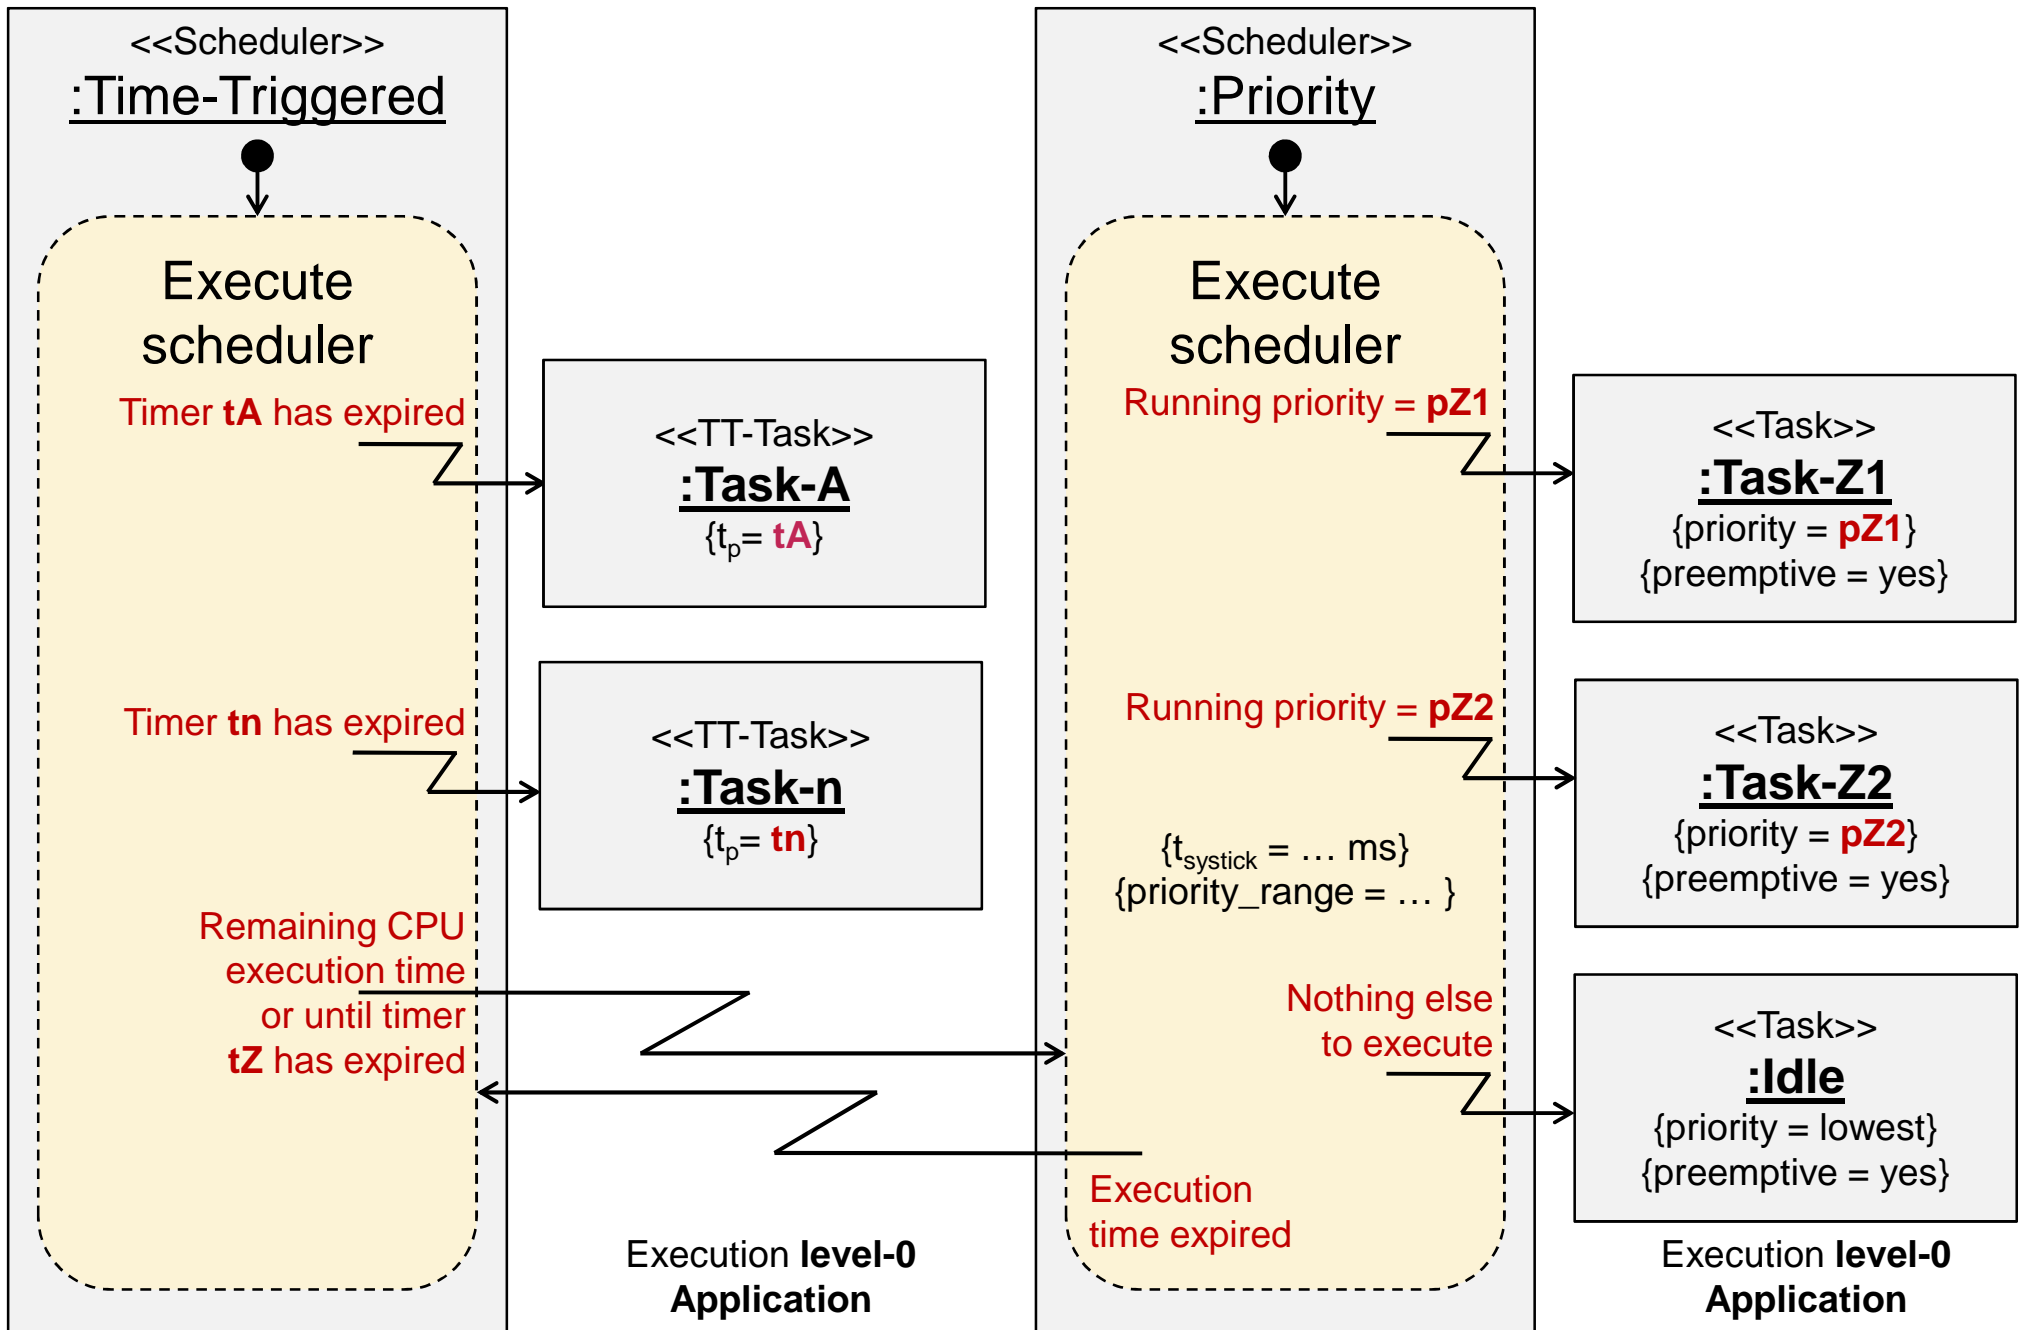 <<Scheduler>>
:Time-Triggered
Execute
scheduler
Timer tA has expired
<<TT-Task>>
:Task-A
{tp= tA}
Timer tn has expired
<<TT-Task>>
:Task-n
{tp= tn}
Remaining CPU
execution time
or until timer
tZ has expired
Execution level-0
Application
<<Scheduler>>
:Priority
Execute
scheduler
Running priority = pZ1
<<Task>>
:Task-Z1
{priority = pZ1}
{preemptive = yes}
Running priority = pZ2
<<Task>>
:Task-Z2
{priority = pZ2}
{preemptive = yes}
{tsystick = … ms}
{priority_range = … }
Nothing else
to execute
<<Task>>
:Idle
{priority = lowest}
{preemptive = yes}
Execution
time expired
Execution level-0
Application